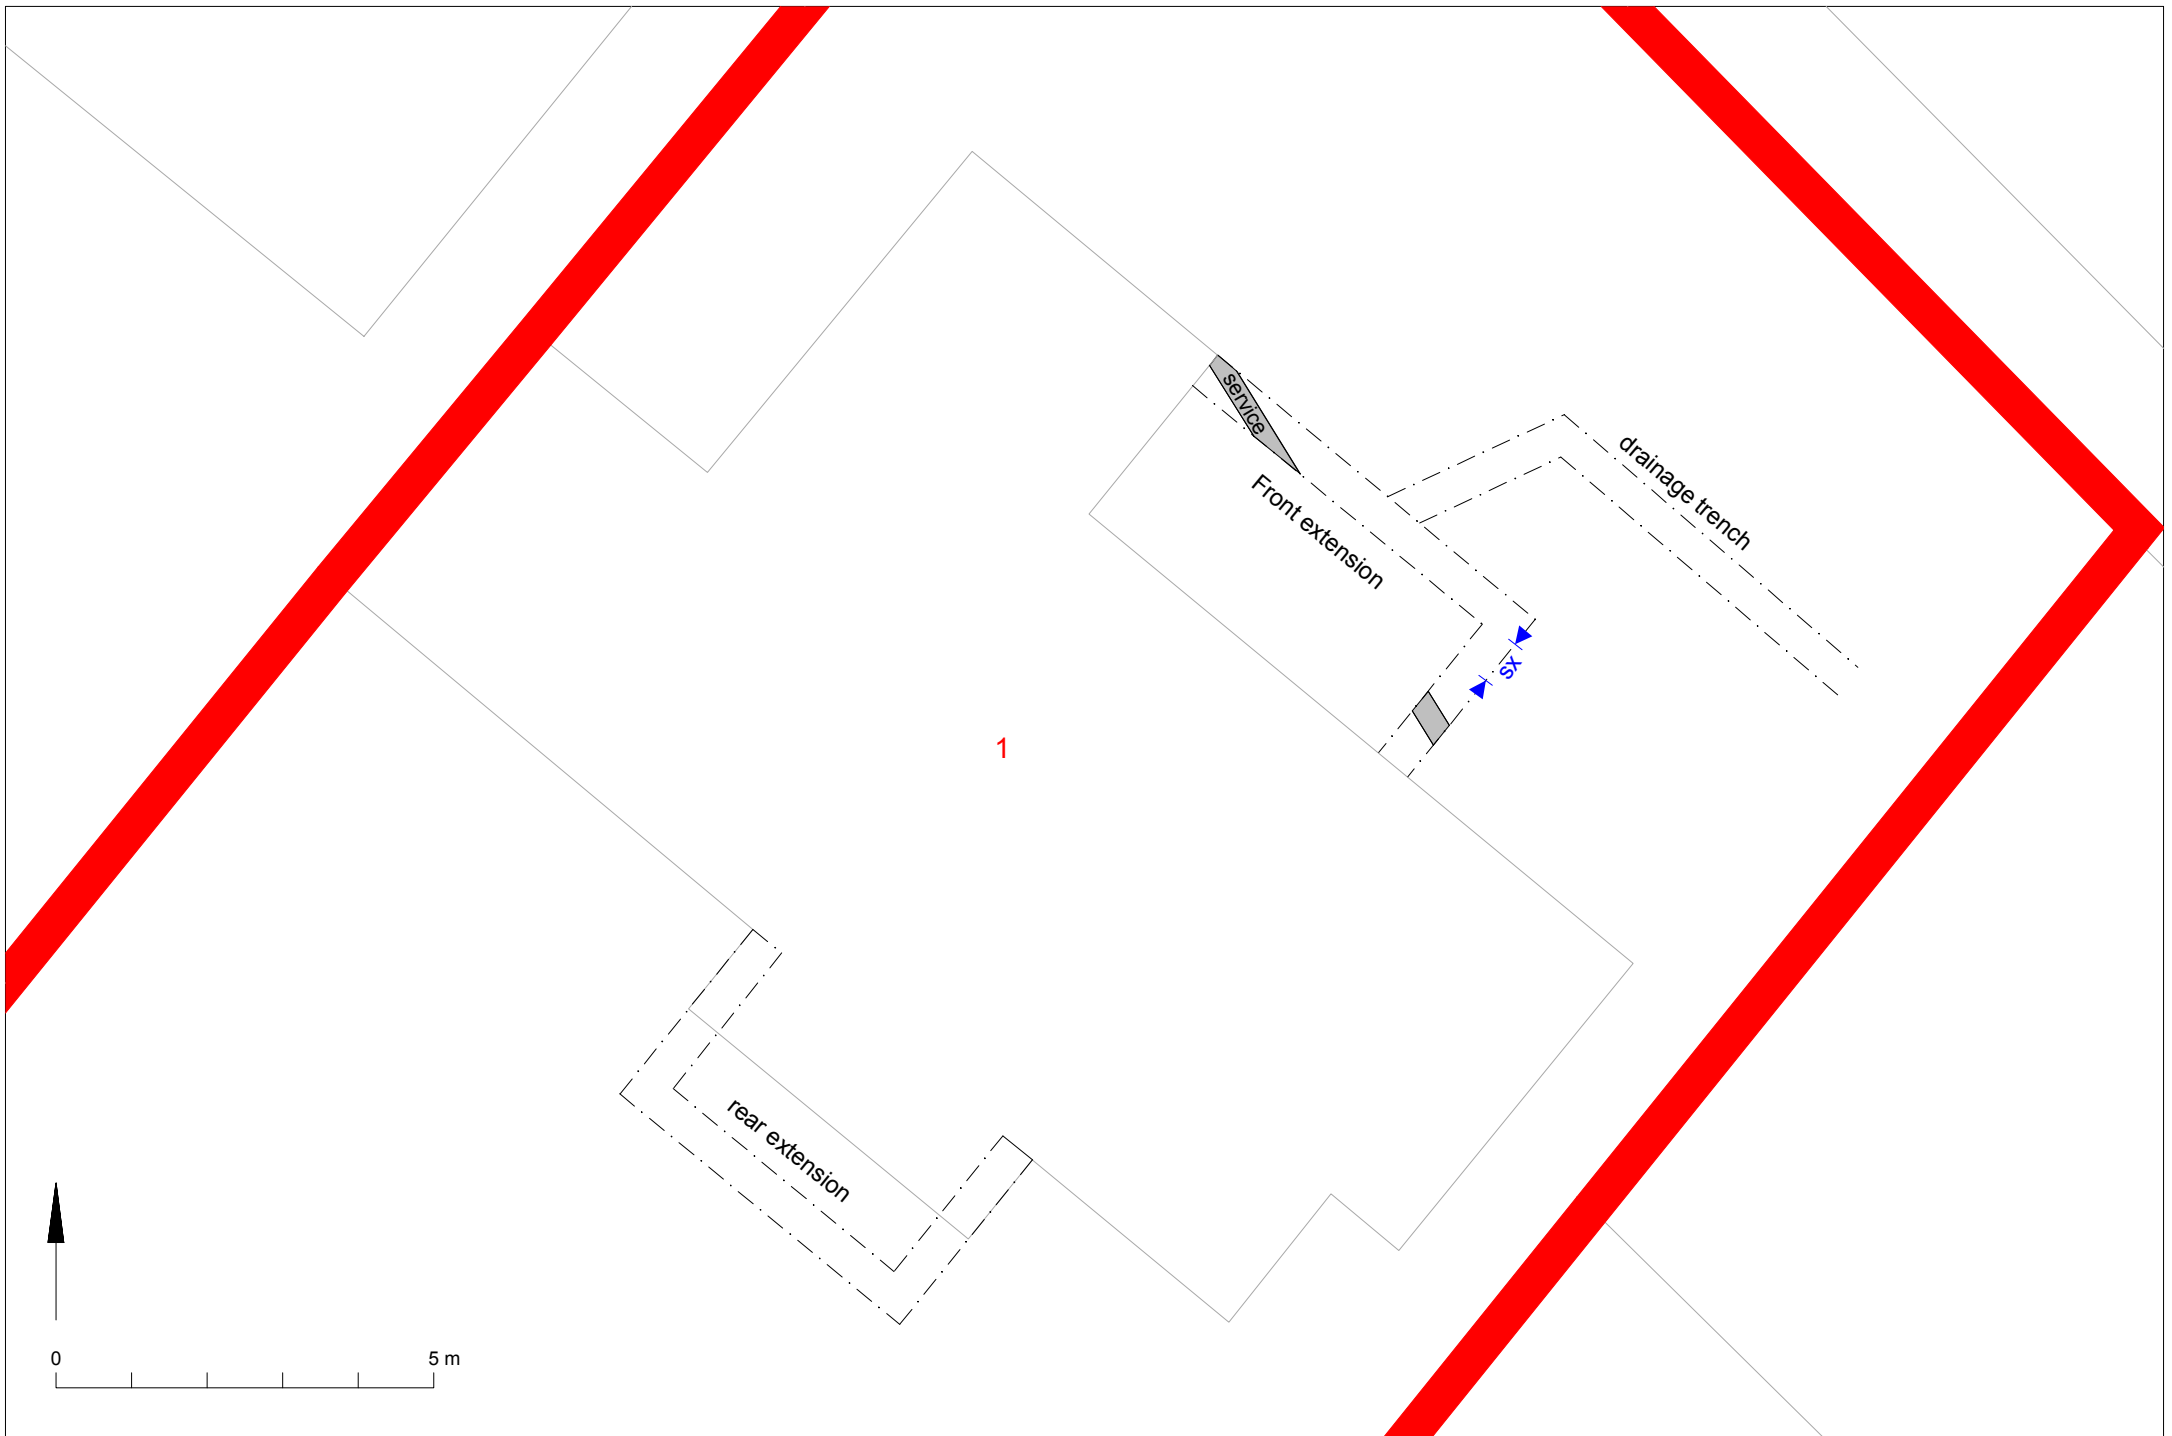 service
drainage trench
Front extension
sx
1
rear extension
0 5 m